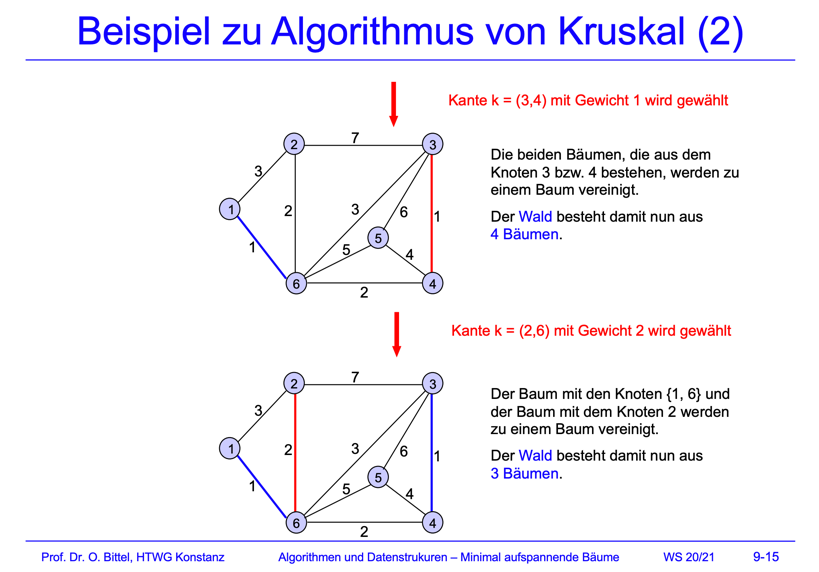 Beispiel zu Algorithmus von Kruskal (2)
Kante k = (3,4) mit Gewicht 1 wird gewählt
2
7
3
3
1
2
3
6
1
5
1
5
4
6
2
4
Die beiden Bäumen, die aus dem
Knoten 3 bzw. 4 bestehen, werden zu
einem Baum vereinigt.
Der Wald besteht damit nun aus
4 Bäumen.
Kante k = (2,6) mit Gewicht 2 wird gewählt
2
7
3
3
1
2
3
6
1
5
1
5
4
6
2
4
Der Baum mit den Knoten {1, 6} und
der Baum mit dem Knoten 2 werden
zu einem Baum vereinigt.
Der Wald besteht damit nun aus
3 Bäumen.
Prof. Dr. O. Bittel, HTWG Konstanz
Algorithmen und Datenstrukuren – Minimal aufspannende Bäume
WS 20/21
9-15